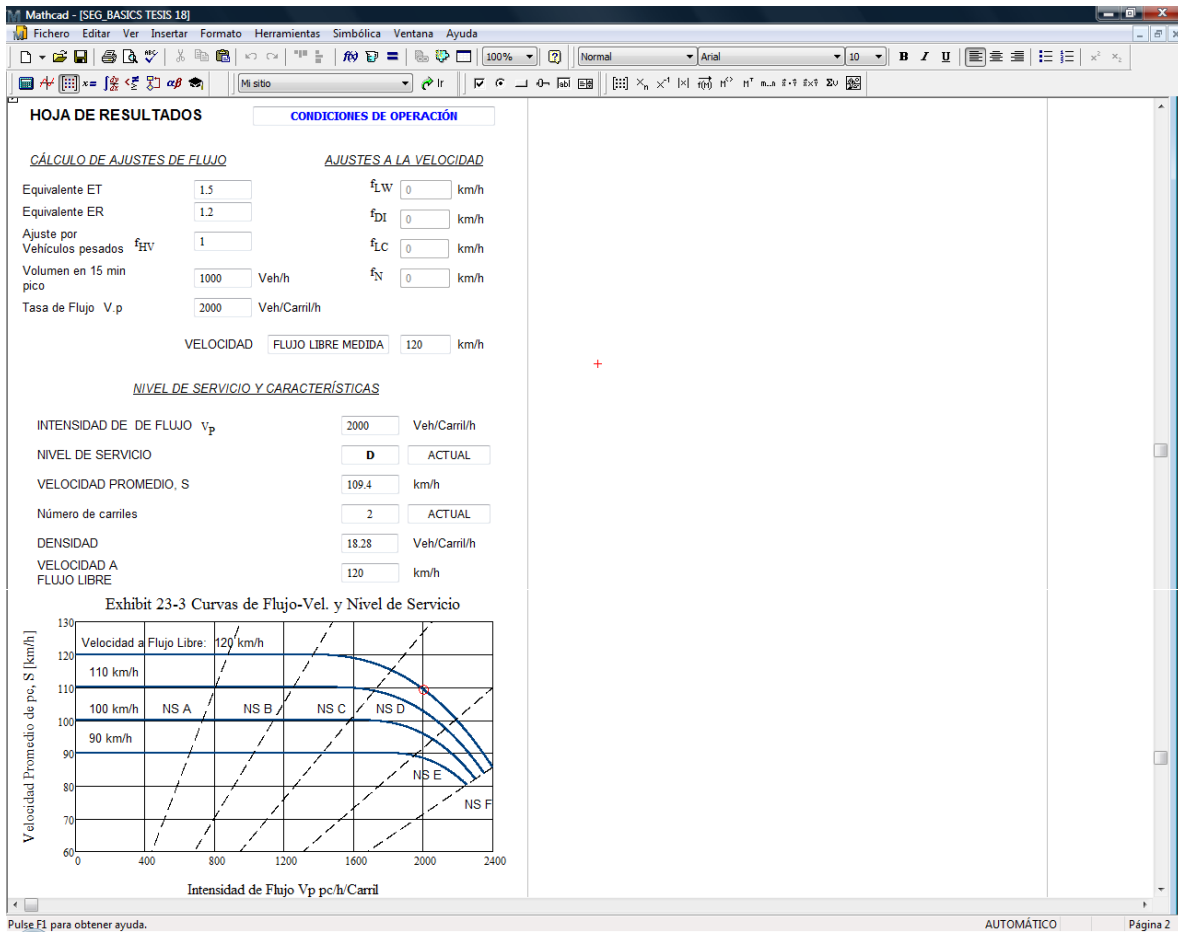 Mathcad - [SEG_BASICS TESIS 18]
Fichero Editar Ver Insertar Formato Herramientas Simbólica Ventana Ayuda
100% Normal Arial 10 B I U
Mi sitio Ir
HOJA DE RESULTADOS CONDICIONES DE OPERACIÓN
CÁLCULO DE AJUSTES DE FLUJO AJUSTES A LA VELOCIDAD
Equivalente ET 1.5 fLW 0 km/h
Equivalente ER 1.2 fDI 0 km/h
Ajuste por
Vehículos pesados fHV 1 fLC 0 km/h
Volumen en 15 min
pico 1000 Veh/h fN 0 km/h
Tasa de Flujo V.p 2000 Veh/Carril/h
VELOCIDAD FLUJO LIBRE MEDIDA 120 km/h
NIVEL DE SERVICIO Y CARACTERÍSTICAS
INTENSIDAD DE DE FLUJO VP 2000 Veh/Carril/h
NIVEL DE SERVICIO D ACTUAL
VELOCIDAD PROMEDIO, S 109.4 km/h
Número de carriles 2 ACTUAL
DENSIDAD 18.28 Veh/Carril/h
VELOCIDAD A
FLUJO LIBRE 120 km/h
Exhibit 23-3 Curvas de Flujo-Vel. y Nivel de Servicio
Velocidad Promedio de pc, S [km/h]
130
Velocidad a Flujo Libre: 120 km/h
120
110 km/h
110
100 km/h NS A NS B NS C NS D
100
90 km/h
90
NS E
80
NS F
70
60
0 400 800 1200 1600 2000 2400
Intensidad de Flujo Vp pc/h/Carril
Pulse F1 para obtener ayuda. AUTOMÁTICO Página 2